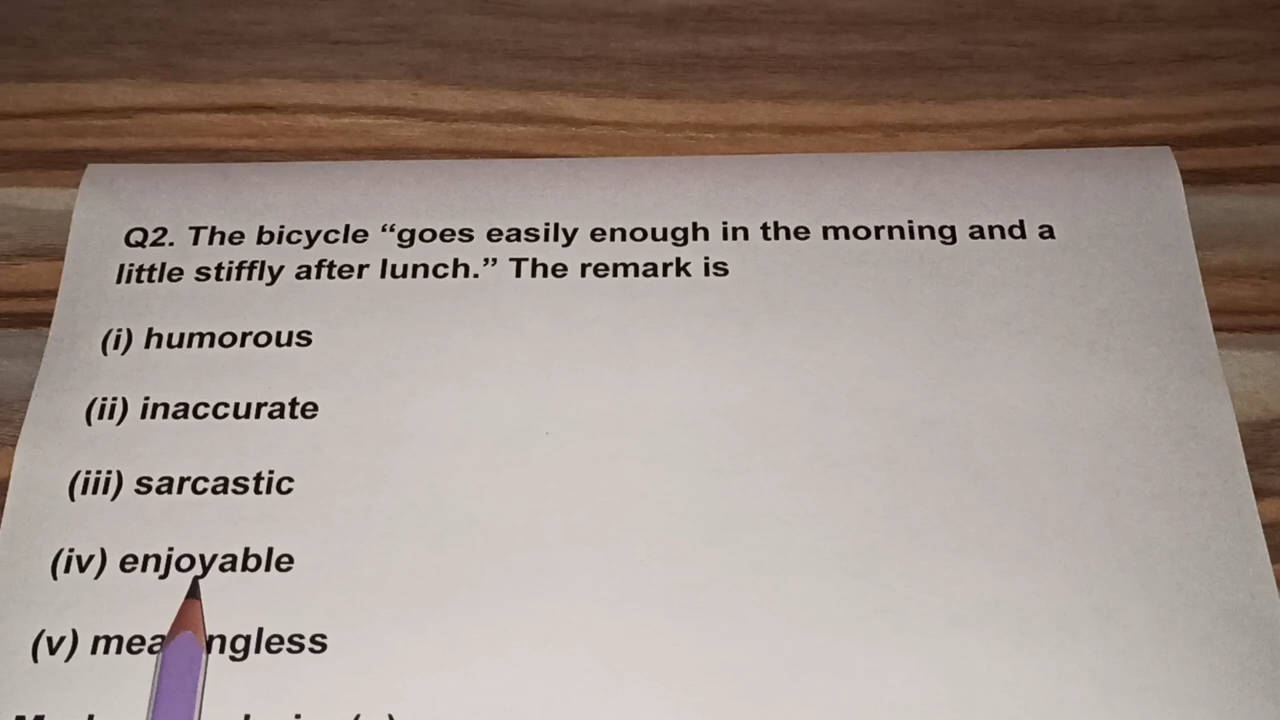 Q2. The bicycle “goes easily enough in the morning and a
little stiffly after lunch.” The remark is
(i) humorous
(ii) inaccurate
(iii) sarcastic
(iv) enjoyable
(v)